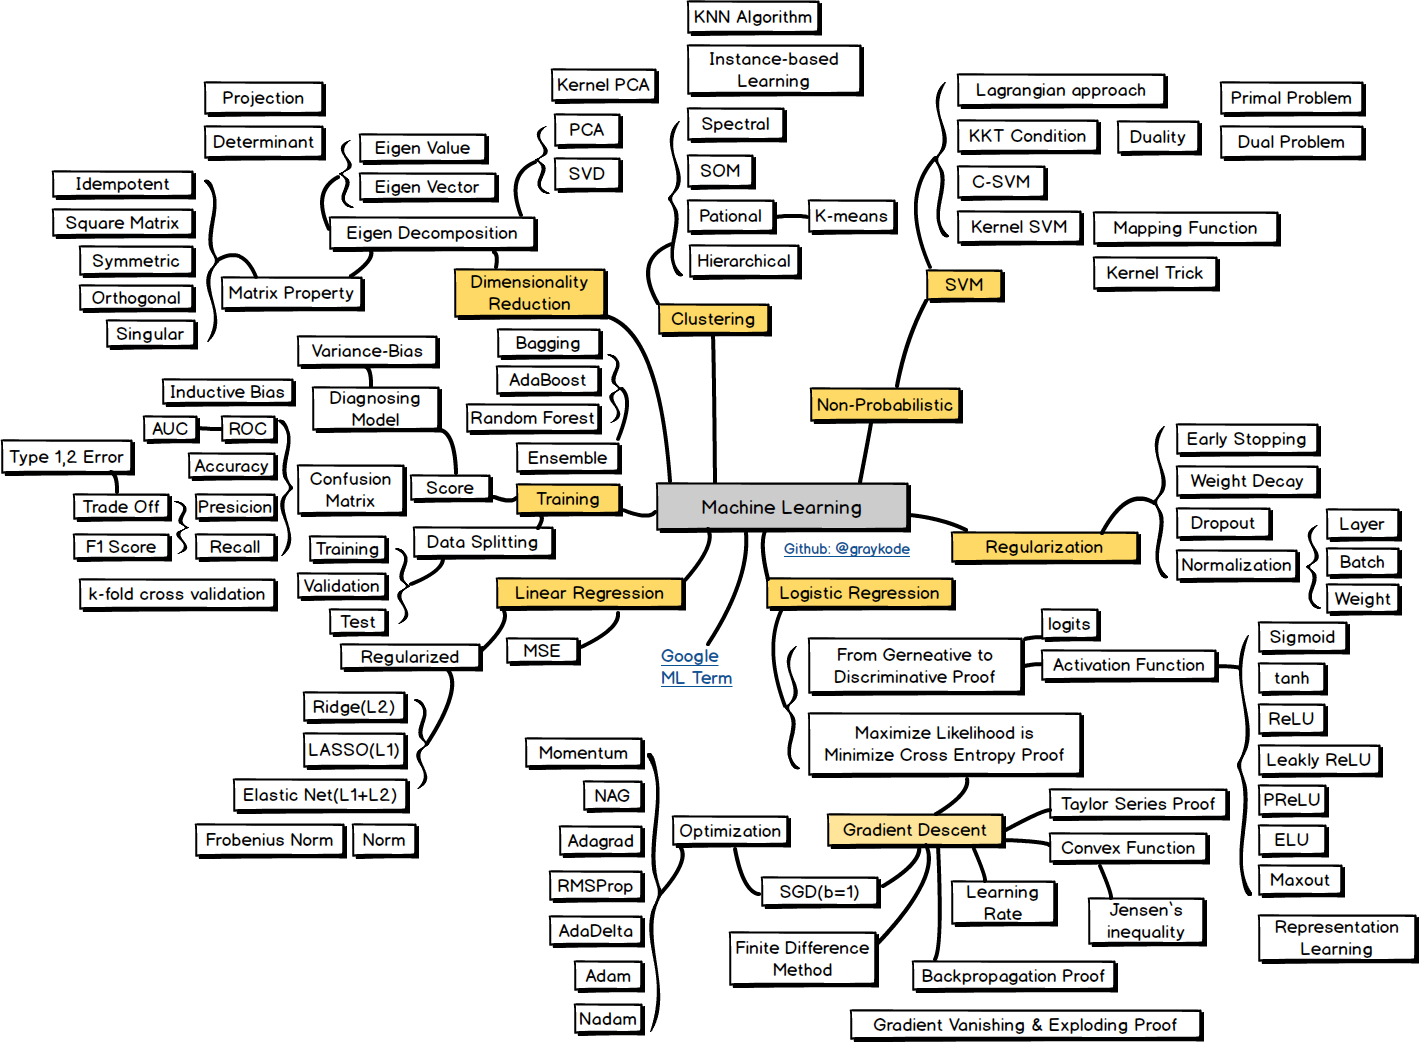 KNN Algorithm
Instance-based
Learning
Kernel PCA
PCA
SVD
Projection
Determinant
Eigen Value
Eigen Vector
Eigen Decomposition
Idempotent
Square Matrix
Symmetric
Orthogonal
Singular
Matrix Property
Dimensionality
Reduction
Spectral
SOM
Pational
K-means
Hierarchical
Clustering
Lagrangian approach
Primal Problem
KKT Condition
Duality
Dual Problem
C-SVM
Kernel SVM
Mapping Function
Kernel Trick
SVM
Non-Probabilistic
Variance-Bias
Diagnosing
Model
Bagging
AdaBoost
Random Forest
Ensemble
Inductive Bias
AUC
ROC
Type 1,2 Error
Accuracy
Trade Off
Presicion
F1 Score
Recall
Confusion
Matrix
Score
Training
k-fold cross validation
Data Splitting
Training
Validation
Test
Machine Learning
Github: @graykode
Google
ML Term
Early Stopping
Weight Decay
Dropout
Normalization
Layer
Batch
Weight
Regularization
Linear Regression
MSE
Regularized
Ridge(L2)
LASSO(L1)
Elastic Net(L1+L2)
Frobenius Norm
Norm
Logistic Regression
logits
From Gerneative to
Discriminative Proof
Activation Function
Sigmoid
tanh
ReLU
Leakly ReLU
PReLU
ELU
Maxout
Representation
Learning
Maximize Likelihood is
Minimize Cross Entropy Proof
Gradient Descent
Taylor Series Proof
Convex Function
Jensen`s
inequality
Learning
Rate
SGD(b=1)
Optimization
Momentum
NAG
Adagrad
RMSProp
AdaDelta
Adam
Nadam
Finite Difference
Method
Backpropagation Proof
Gradient Vanishing & Exploding Proof